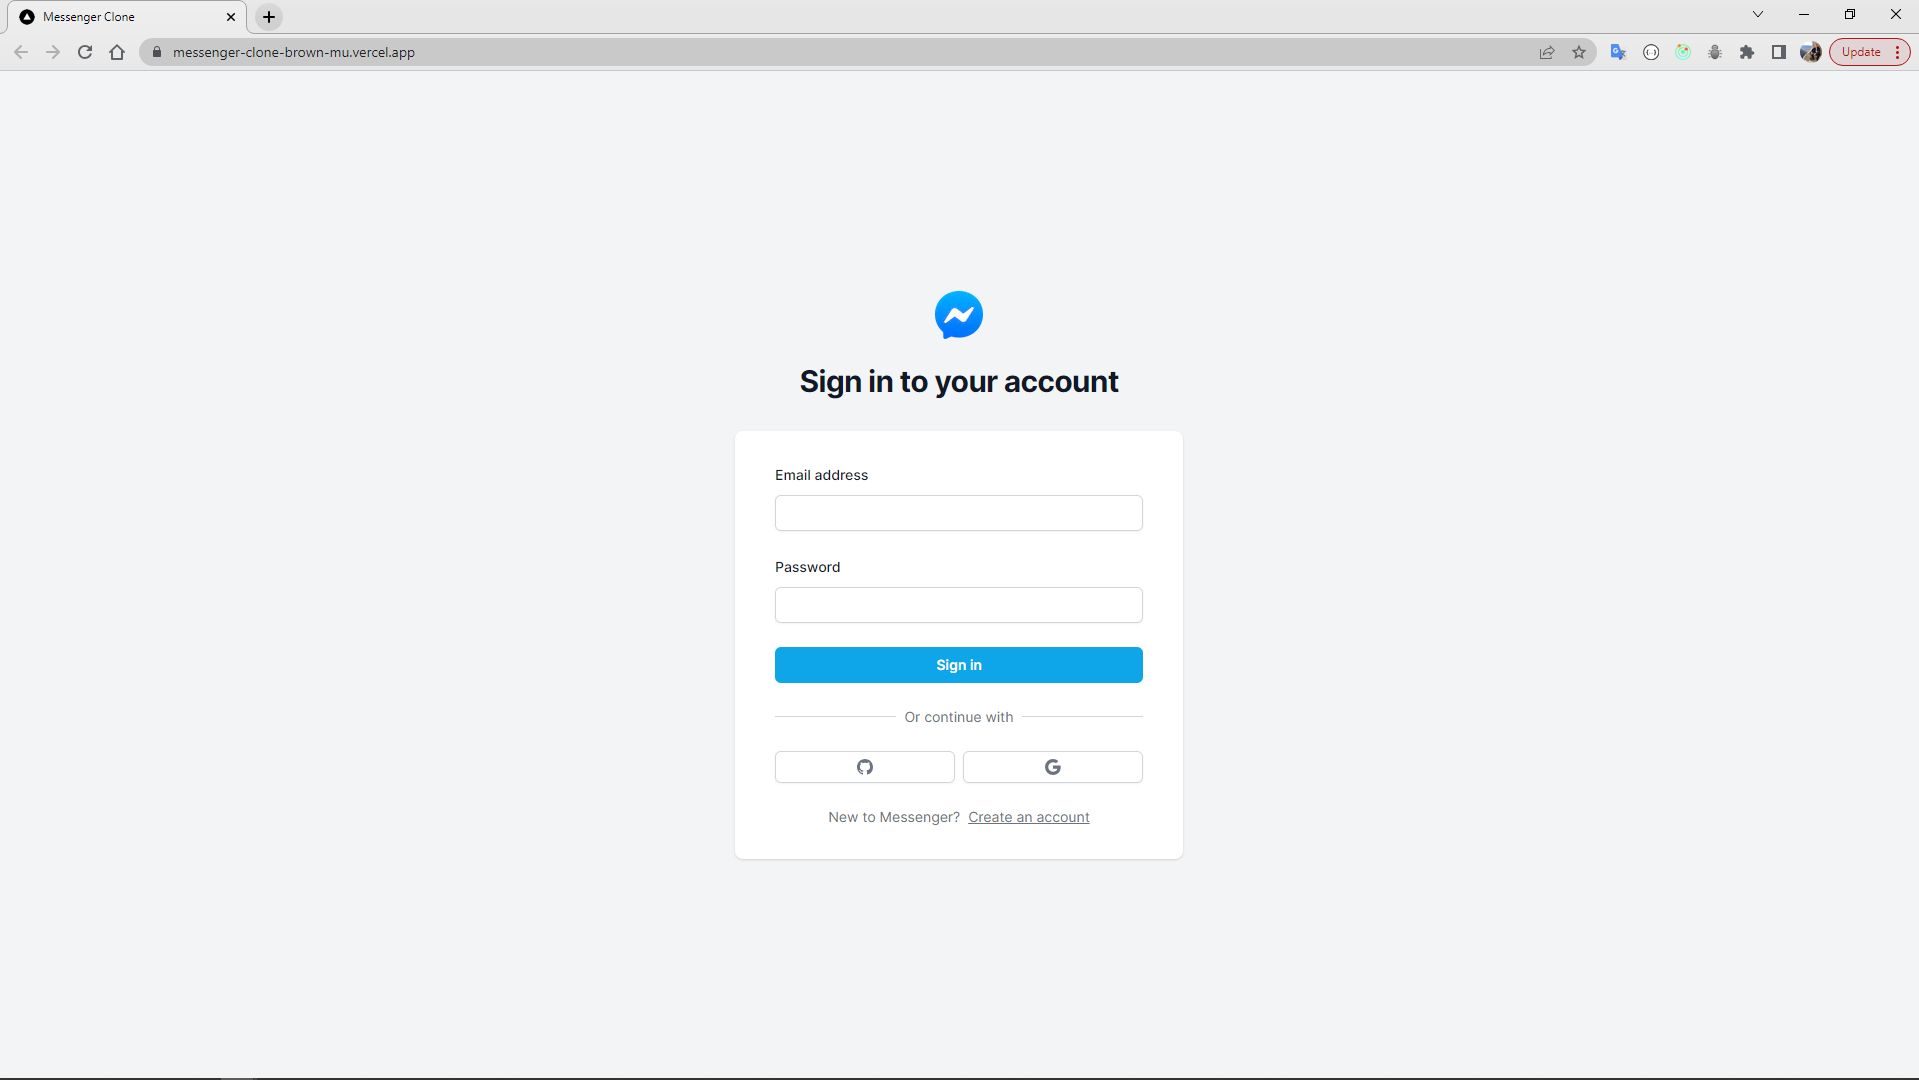 Messenger Clone
messenger-clone-brown-mu.vercel.app
Update
Sign in to your account
Email address
Password
Sign in
Or continue with
New to Messenger? Create an account